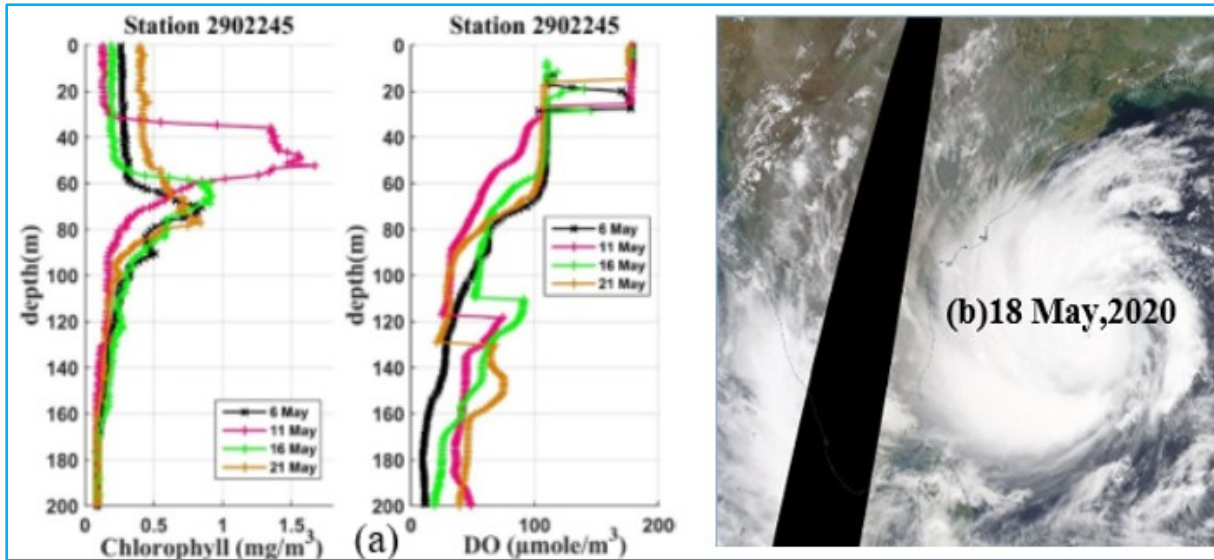 Station 2902245
0
20
40
60
80
100
120
140
160
180
200
depth(m)
6 May
11 May
16 May
21 May
0 0.5 1 1.5
Chlorophyll (mg/m³)
(a)
Station 2902245
0
20
40
60
80
100
120
140
160
180
200
depth(m)
6 May
11 May
16 May
21 May
0 100 200
DO (µmole/m³)
(b)18 May,2020